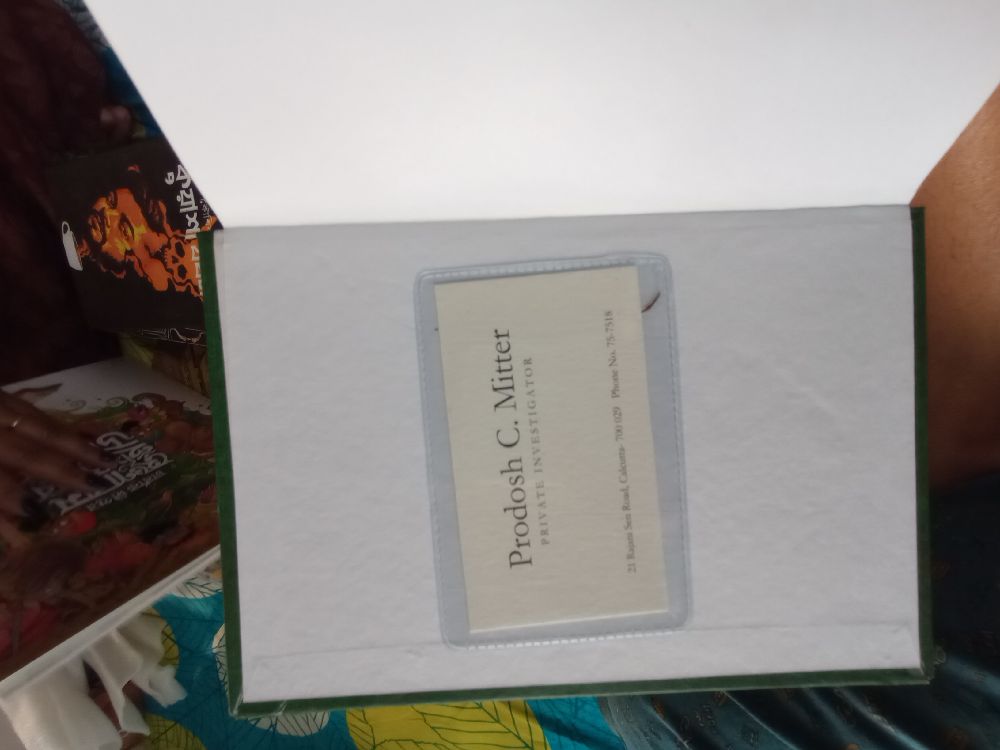 Prodosh C. Mitter
PRIVATE INVESTIGATOR
21 Rajani Sen Road, Calcutta- 700 029 Phone No. 75-7518